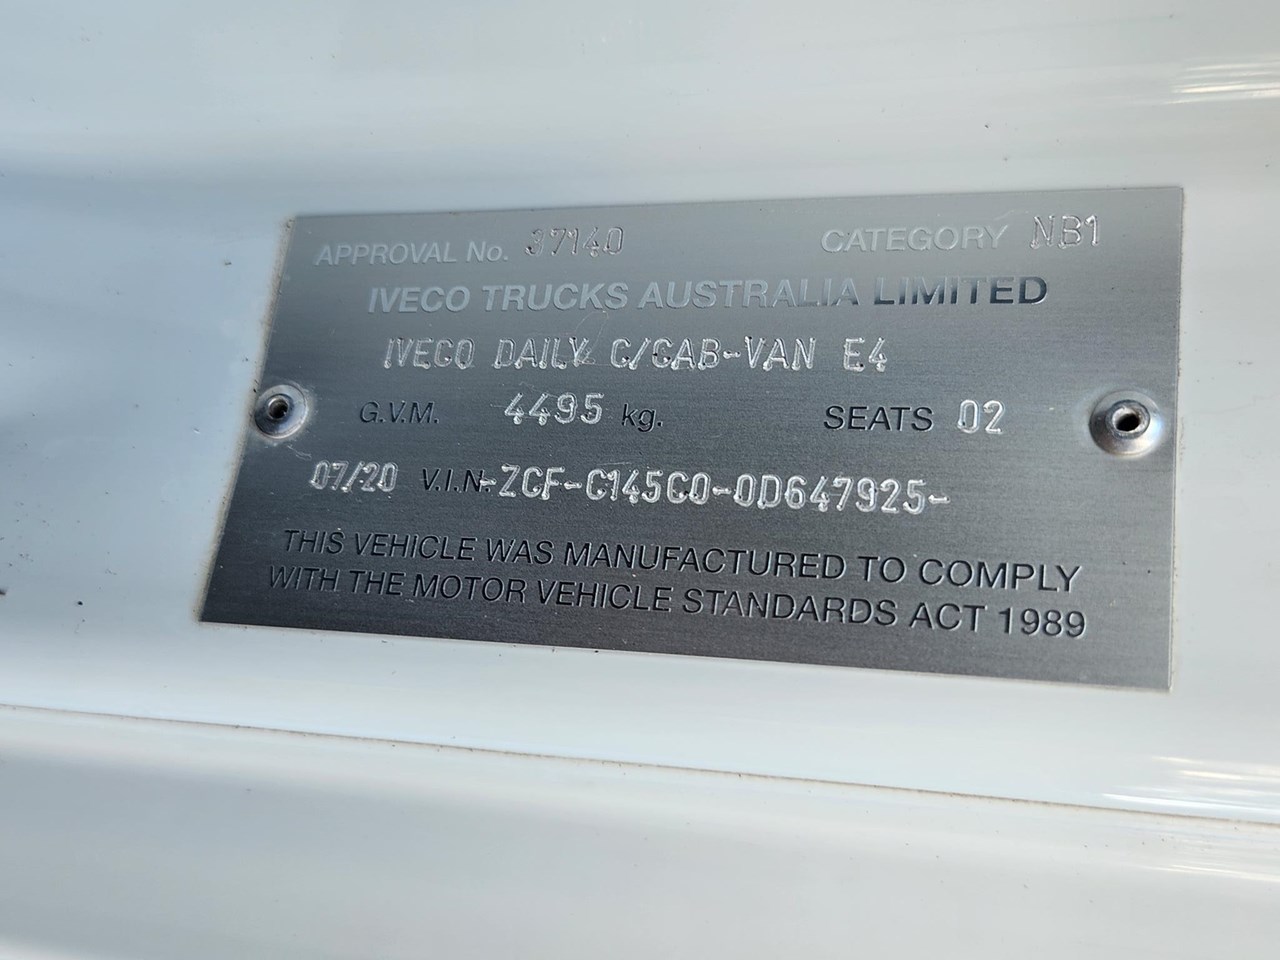 APPROVAL No. 37140 CATEGORY NB1
IVECO TRUCKS AUSTRALIA LIMITED
IVECO DAILY C/CAB-VAN E4
G.V.M. 4495 kg. SEATS 02
07/20 V.I.N.-ZCF-C145C0-0D647925-
THIS VEHICLE WAS MANUFACTURED TO COMPLY
WITH THE MOTOR VEHICLE STANDARDS ACT 1989